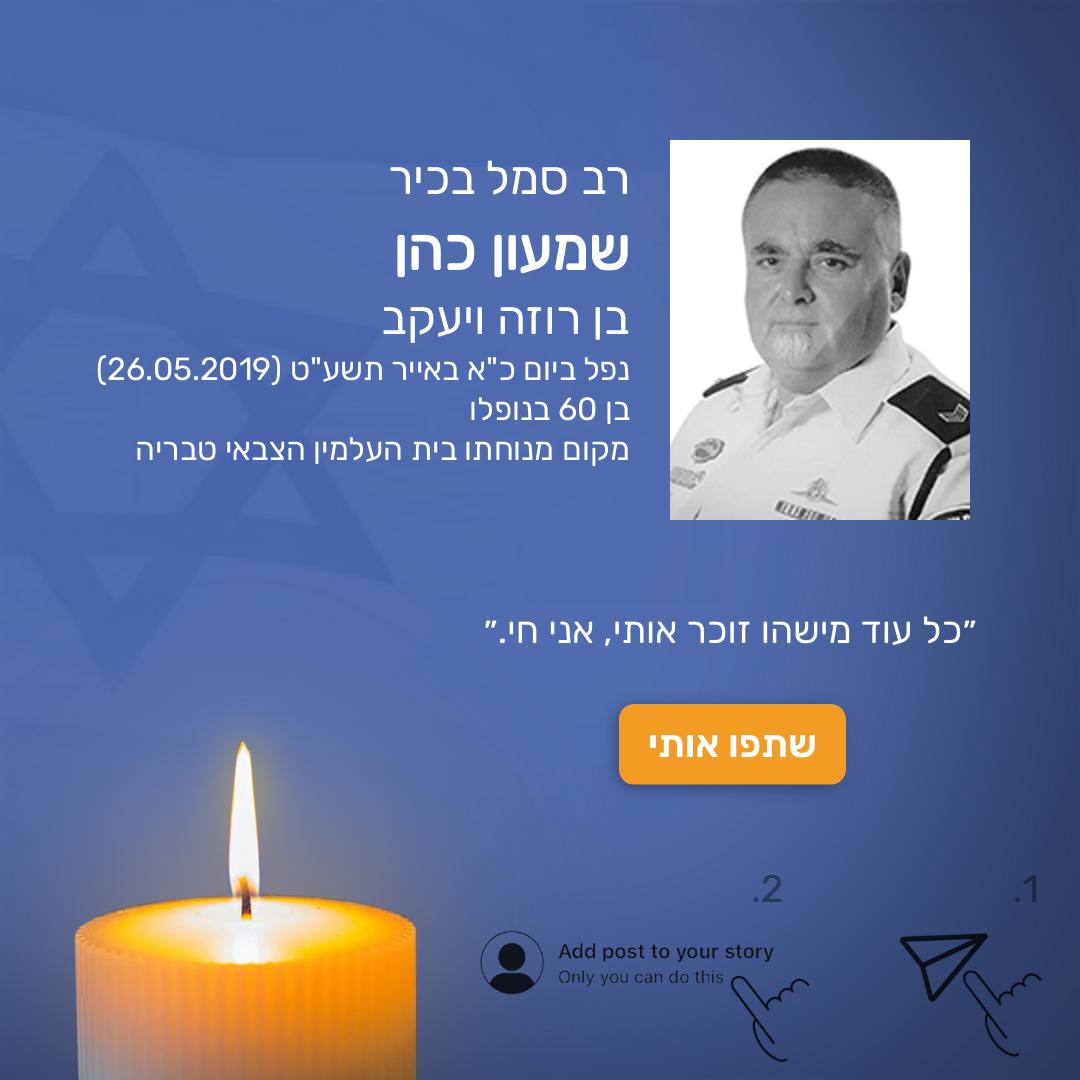 רב סמל בכיר
שמעון כהן
בן רוזה ויעקב
נפל ביום כ"א באייר תשע"ט (26.05.2019)
בן 60 בנופלו
מקום מנוחתו בית העלמין הצבאי טבריה
״כל עוד מישהו זוכר אותי, אני חי.״
שתפו אותי
1.
2.
Add post to your story
Only you can do this